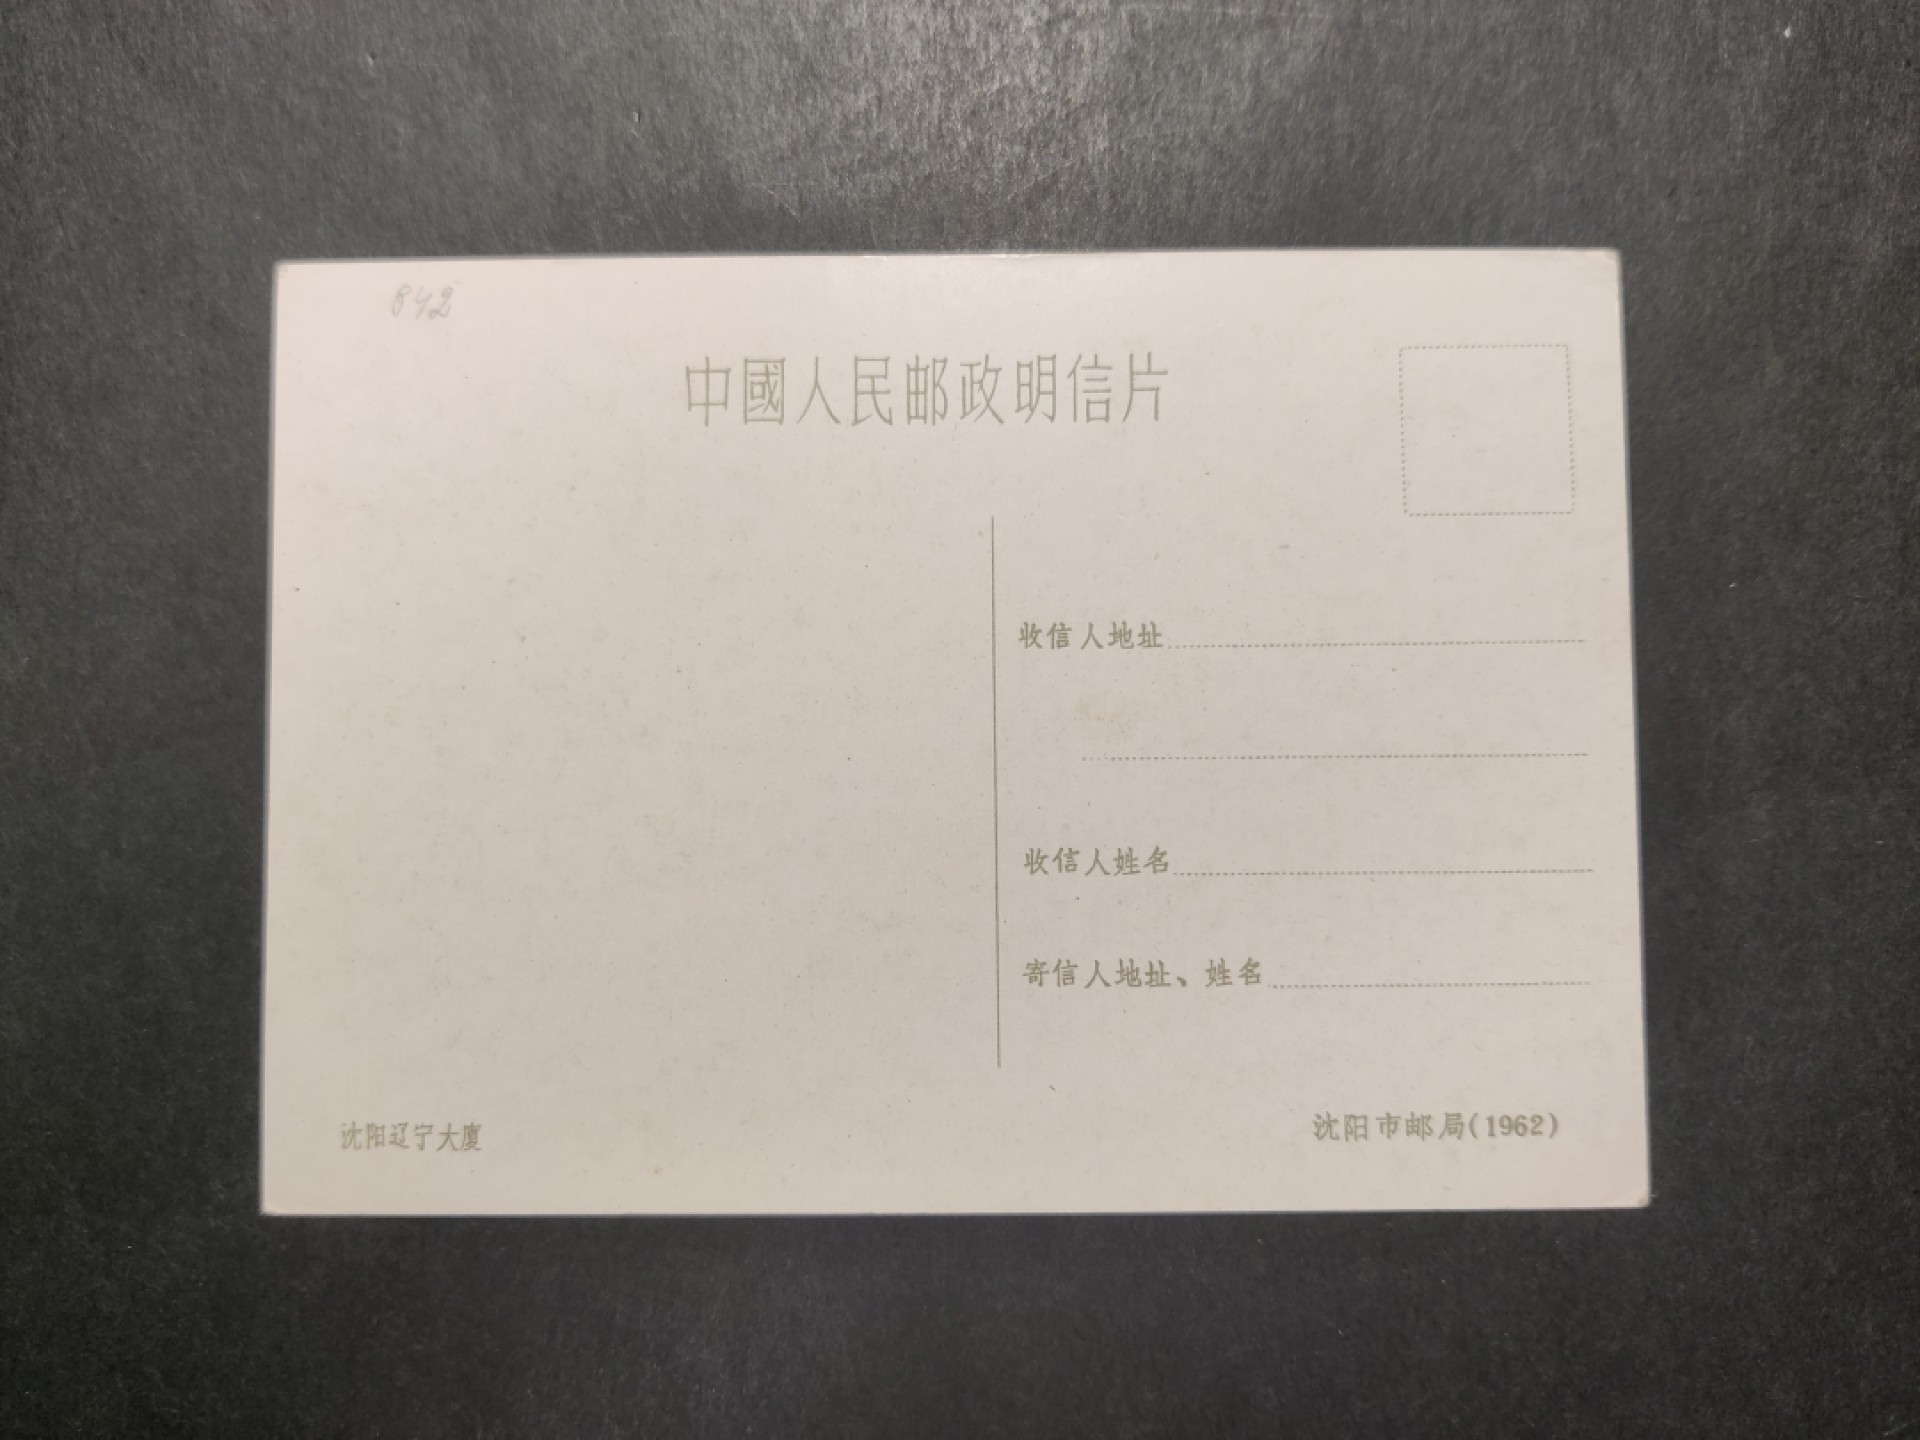 842
中國人民邮政明信片
收信人地址
收信人姓名
寄信人地址、姓名
沈阳辽宁大廈
沈阳市邮局(1962)